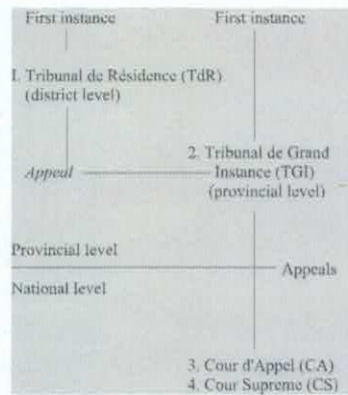 First instance First instance
1. Tribunal de Résidence (TdR)
(district level)
2. Tribunal de Grand
Appeal Instance (TGI)
(provincial level)
Provincial level
Appeals
National level
3. Cour d'Appel (CA)
4. Cour Supreme (CS)